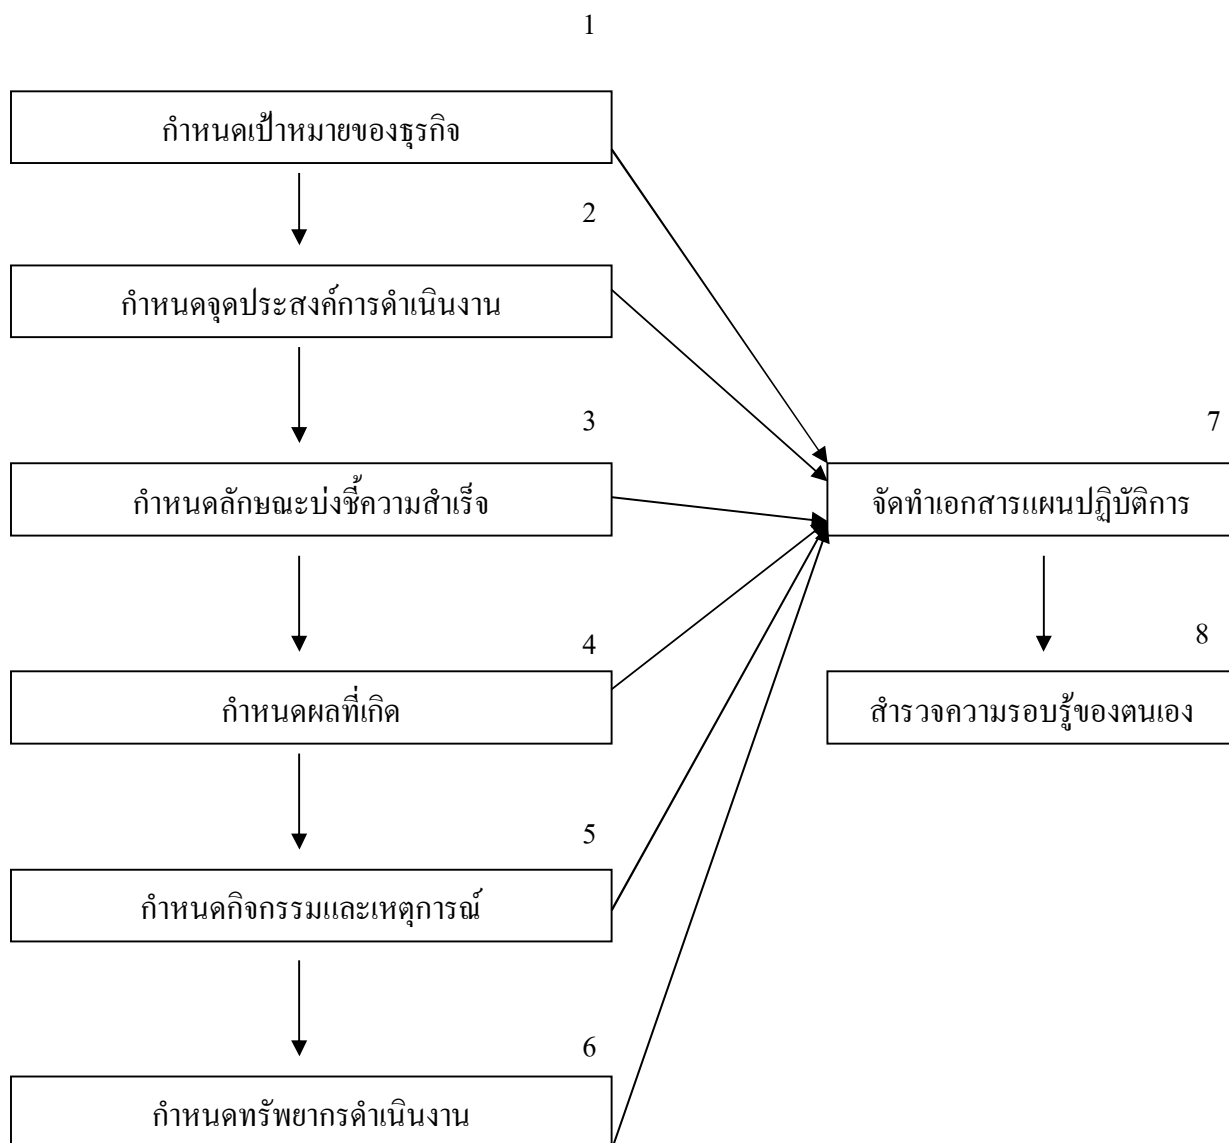 1
กำหนดเป้าหมายของธุรกิจ
2
กำหนดจุดประสงค์การดำเนินงาน
3
กำหนดลักษณะบ่งชี้ความสำเร็จ
4
กำหนดผลที่เกิด
5
กำหนดกิจกรรมและเหตุการณ์
6
กำหนดทรัพยากรดำเนินงาน
7
จัดทำเอกสารแผนปฏิบัติการ
8
สำรวจความรอบรู้ของตนเอง